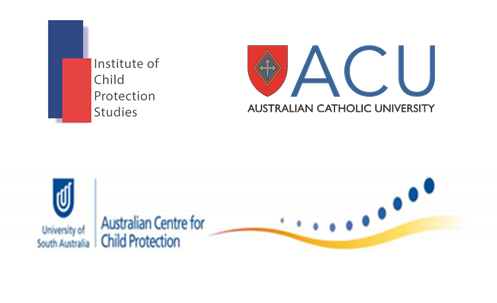 Institute of
Child
Protection
Studies
ACU
AUSTRALIAN CATHOLIC UNIVERSITY
University of
South Australia
Australian Centre for
Child Protection